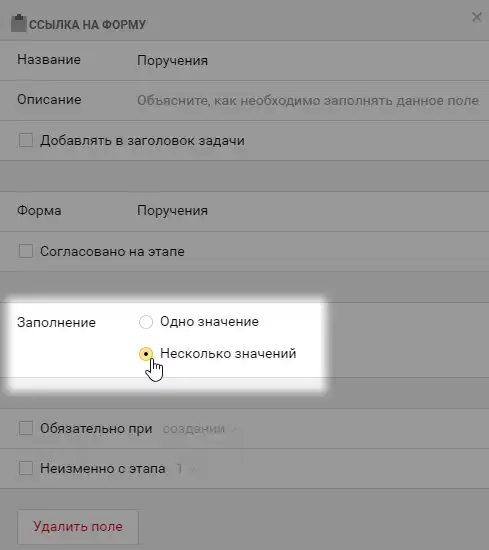 ССЫЛКА НА ФОРМУ
Название Поручения
Описание Объясните, как необходимо заполнять данное поле
Добавлять в заголовок задачи
Форма Поручения
Согласовано на этапе
Заполнение Одно значение
Несколько значений
Обязательно при создании
Неизменно с этапа 1
Удалить поле